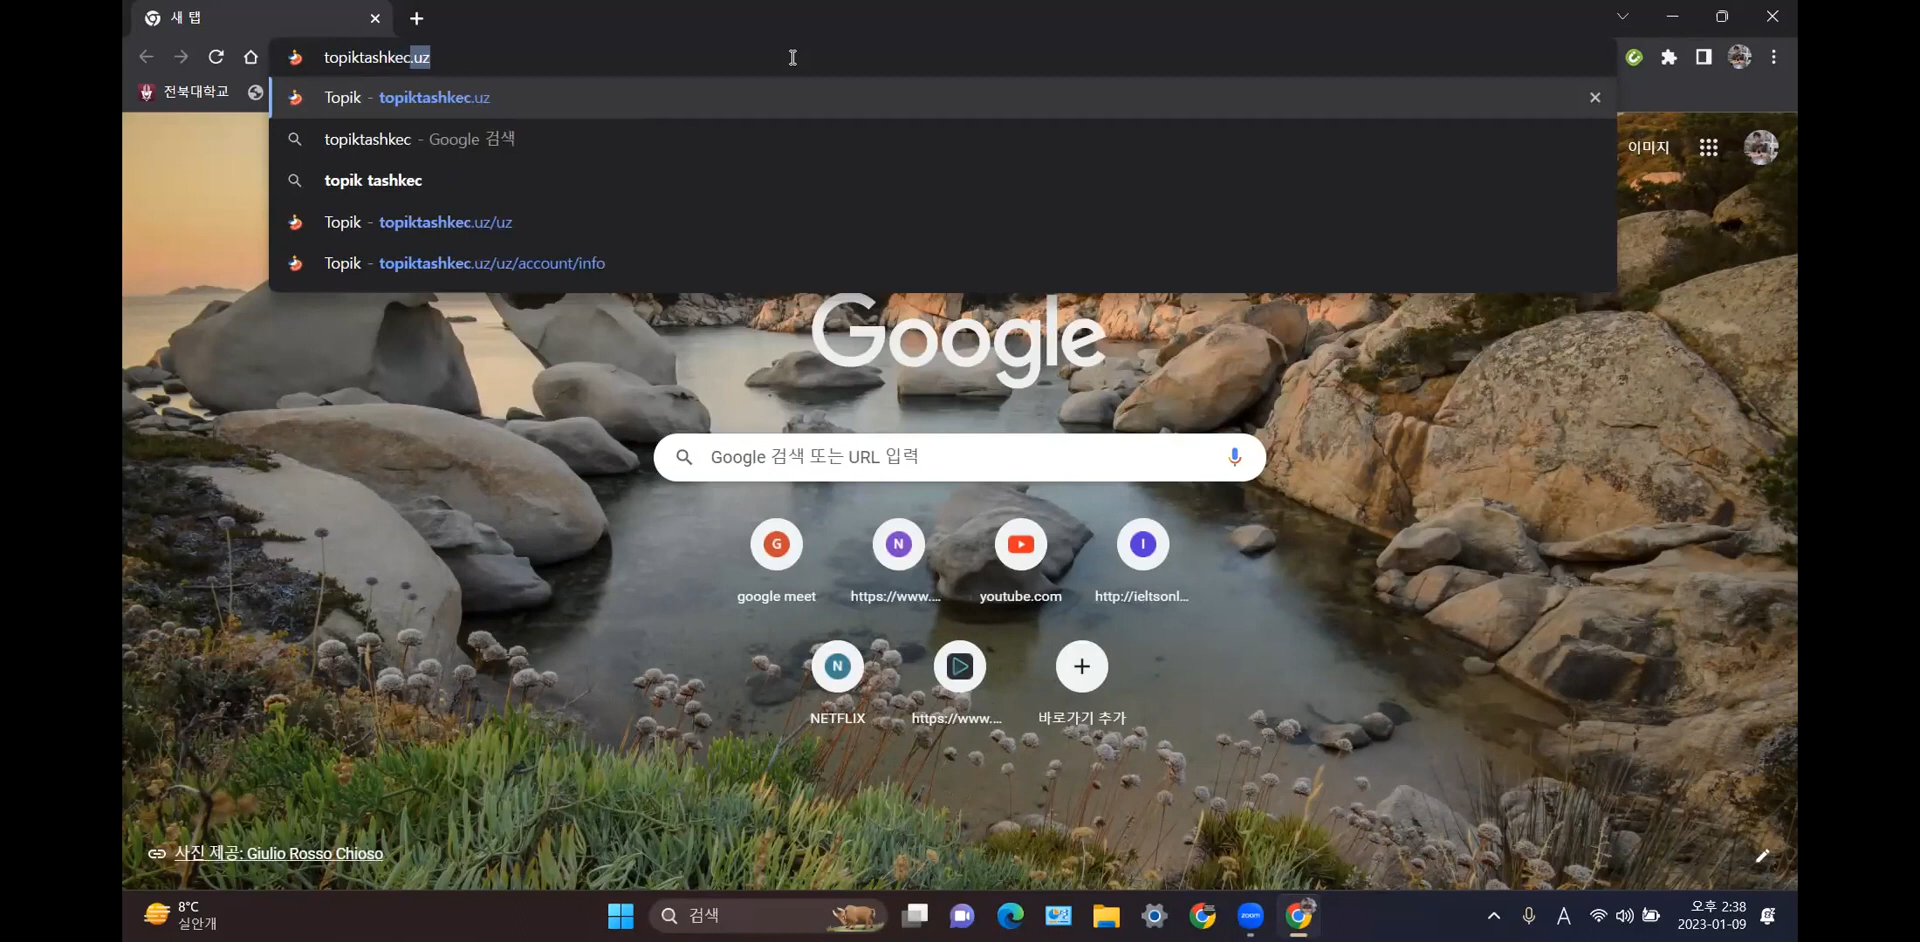 새 탭
topiktashkec.uz
전북대학교
Topik - topiktashkec.uz
topiktashkec - Google 검색
topik tashkec
Topik - topiktashkec.uz/uz
Topik - topiktashkec.uz/uz/account/info
이미지
Google
Google 검색 또는 URL 입력
G
N
I
google meet
https://www....
youtube.com
http://ieltsonl...
N
NETFLIX
https://www....
바로가기 추가
사진 제공: Giulio Rosso Chioso
8°C
실안개
검색
zoom
A
오후 2:38
2023-01-09